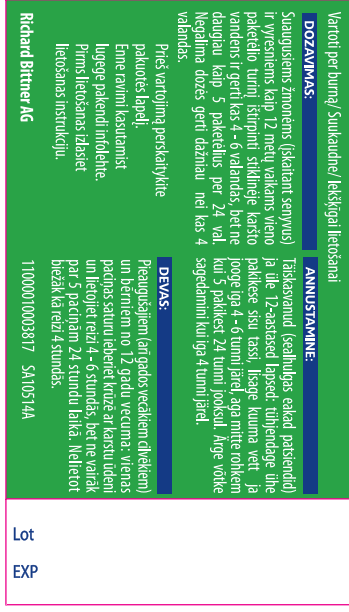 Vartoti per burną/ Suukaudne/ Iekšķīgai lietošanai
DOZAVIMAS:
Suaugusiems žmonėms (įskaitant senyvus)
ir vyresniems kaip 12 metų vaikams vieno
paketėlio turinį ištirpinti stiklinėje karšto
vandens ir gerti kas 4 - 6 valandas, bet ne
daugiau kaip 5 paketėlius per 24 val.
Negalima dozės gerti dažniau nei kas 4
valandas.
Prieš vartojimą perskaitykite
pakuotės lapelį.
Enne ravimi kasutamist
lugege pakendi infolehte.
Pirms lietošanas izlasiet
lietošanas instrukciju.
Richard Bittner AG
ANNUSTAMINE:
Täiskasvanud (sealhulgas eakad patsiendid)
ja üle 12-aastased lapsed: tühjendage ühe
pakikese sisu tassi, lisage kuuma vett ja
jooge iga 4 - 6 tunni järel, aga mitte rohkem
kui 5 pakikest 24 tunni jooksul. Ärge võtke
sagedamini kui iga 4 tunni järel.
DEVAS:
Pieaugušajiem (arī gados vecākiem cilvēkiem)
un bērniem no 12 gadu vecuma: vienas
paciņas saturu ieberiet krūzē ar karstu ūdeni
un lietojiet reizi 4 - 6 stundās, bet ne vairāk
par 5 paciņām 24 stundu laikā. Nelietot
biežāk kā reizi 4 stundās.
11000010003817 SA10514A
Lot
EXP